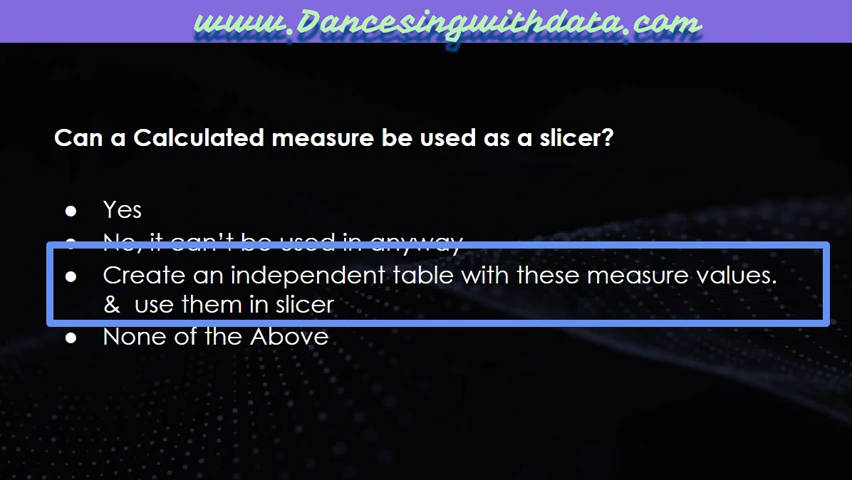 www.Dancesingwithdata.com
Can a Calculated measure be used as a slicer?
● Yes
● No, it can't be used in anyway
● Create an independent table with these measure values.
& use them in slicer
● None of the Above